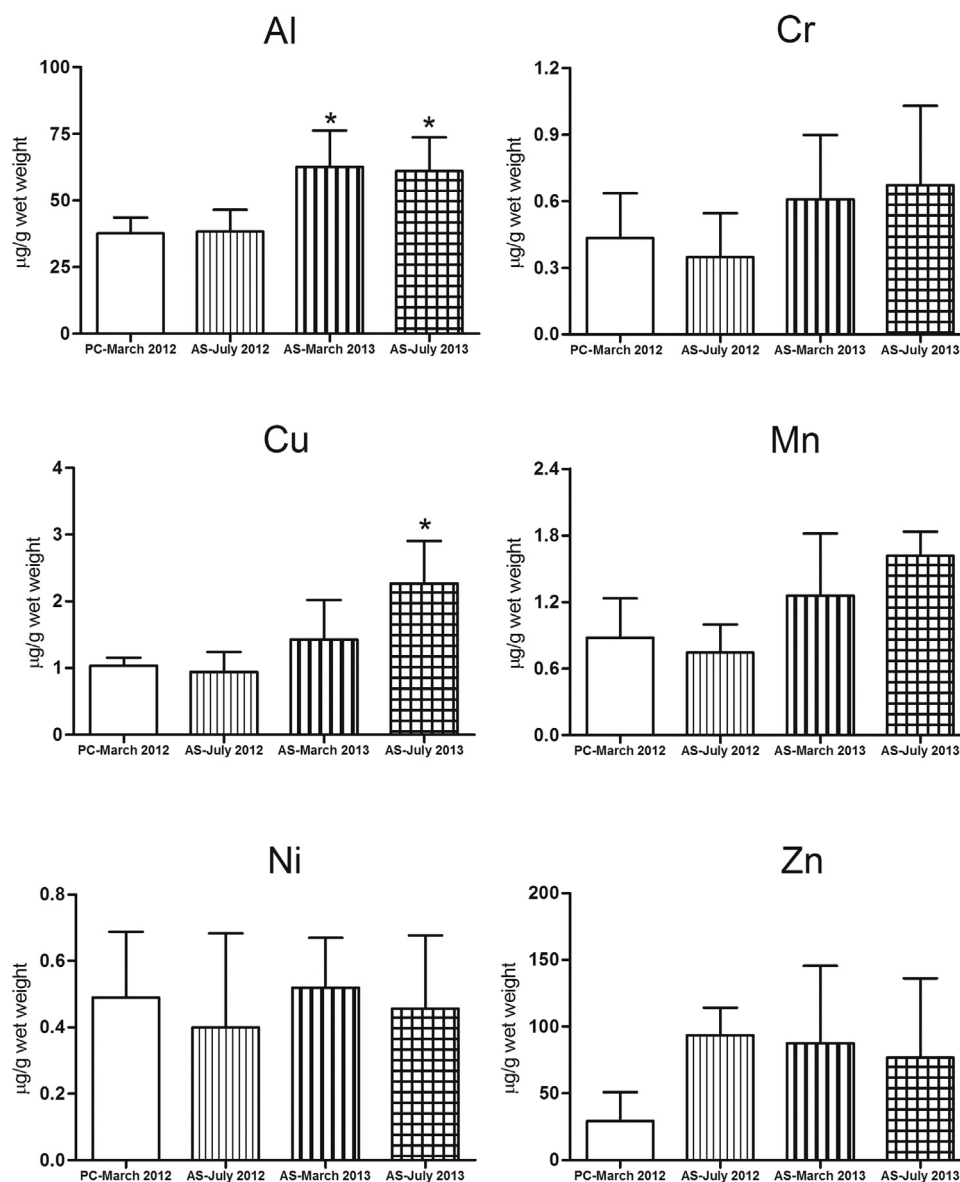 Al
µg/g wet weight
100
75
50
25
0
*
*
PC-March 2012 AS-July 2012 AS-March 2013 AS-July 2013
Cr
µg/g wet weight
1.2
0.9
0.6
0.3
0.0
PC-March 2012 AS-July 2012 AS-March 2013 AS-July 2013
Cu
µg/g wet weight
4
3
2
1
0
*
PC-March 2012 AS-July 2012 AS-March 2013 AS-July 2013
Mn
µg/g wet weight
2.4
1.8
1.2
0.6
0.0
PC-March 2012 AS-July 2012 AS-March 2013 AS-July 2013
Ni
µg/g wet weight
0.8
0.6
0.4
0.2
0.0
PC-March 2012 AS-July 2012 AS-March 2013 AS-July 2013
Zn
µg/g wet weight
200
150
100
50
0
PC-March 2012 AS-July 2012 AS-March 2013 AS-July 2013